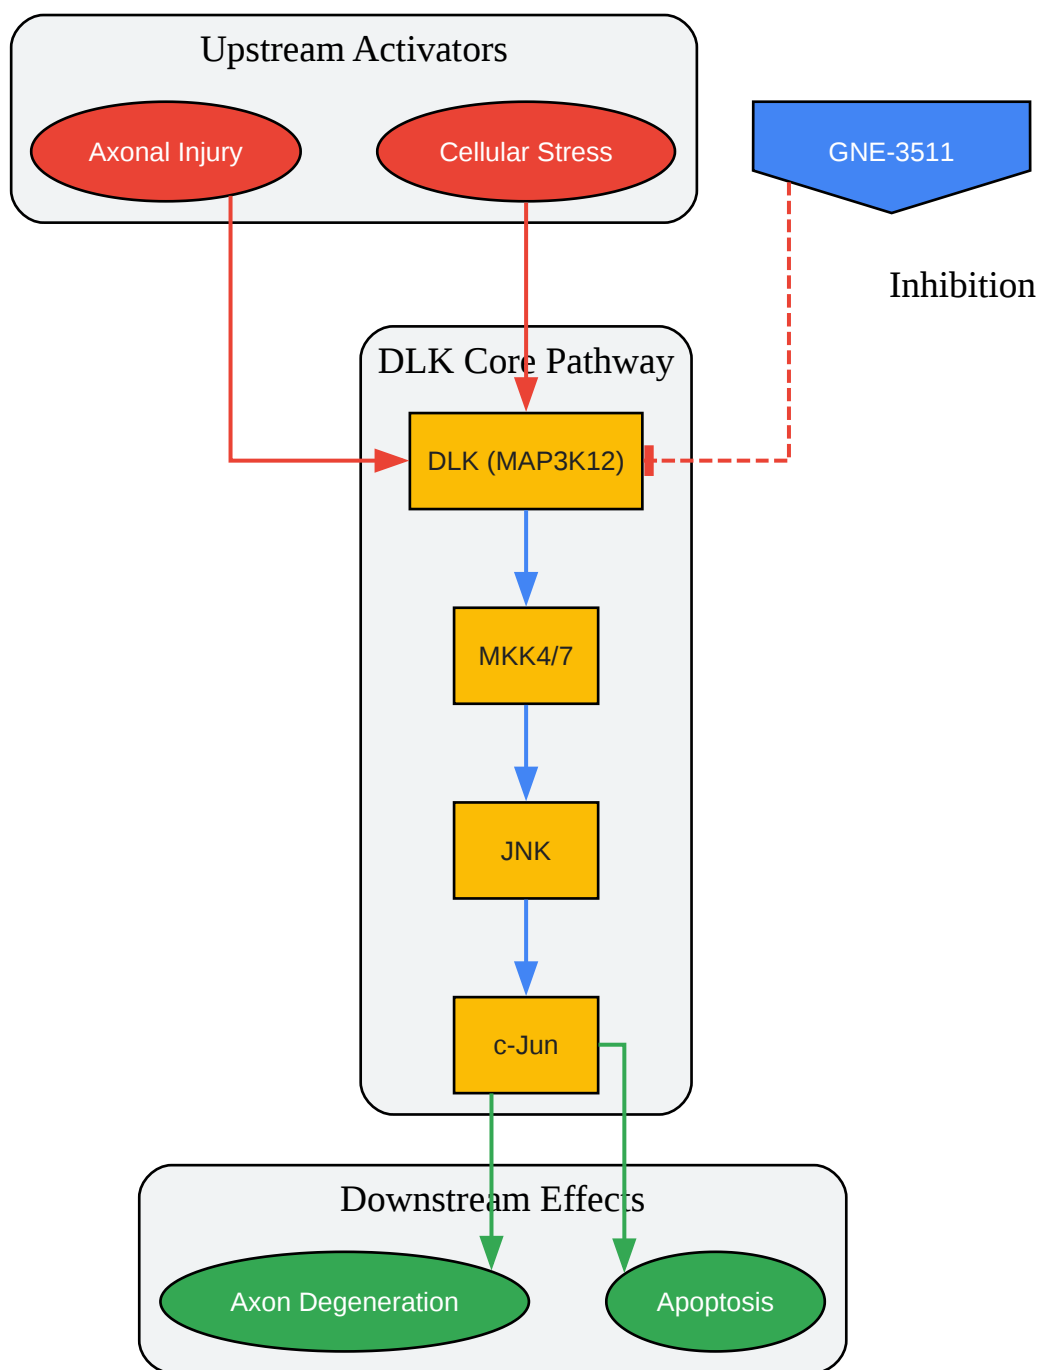 Upstream Activators
Axonal Injury
Cellular Stress
GNE-3511
Inhibition
DLK Core Pathway
DLK (MAP3K12)
MKK4/7
JNK
c-Jun
Downstream Effects
Axon Degeneration
Apoptosis